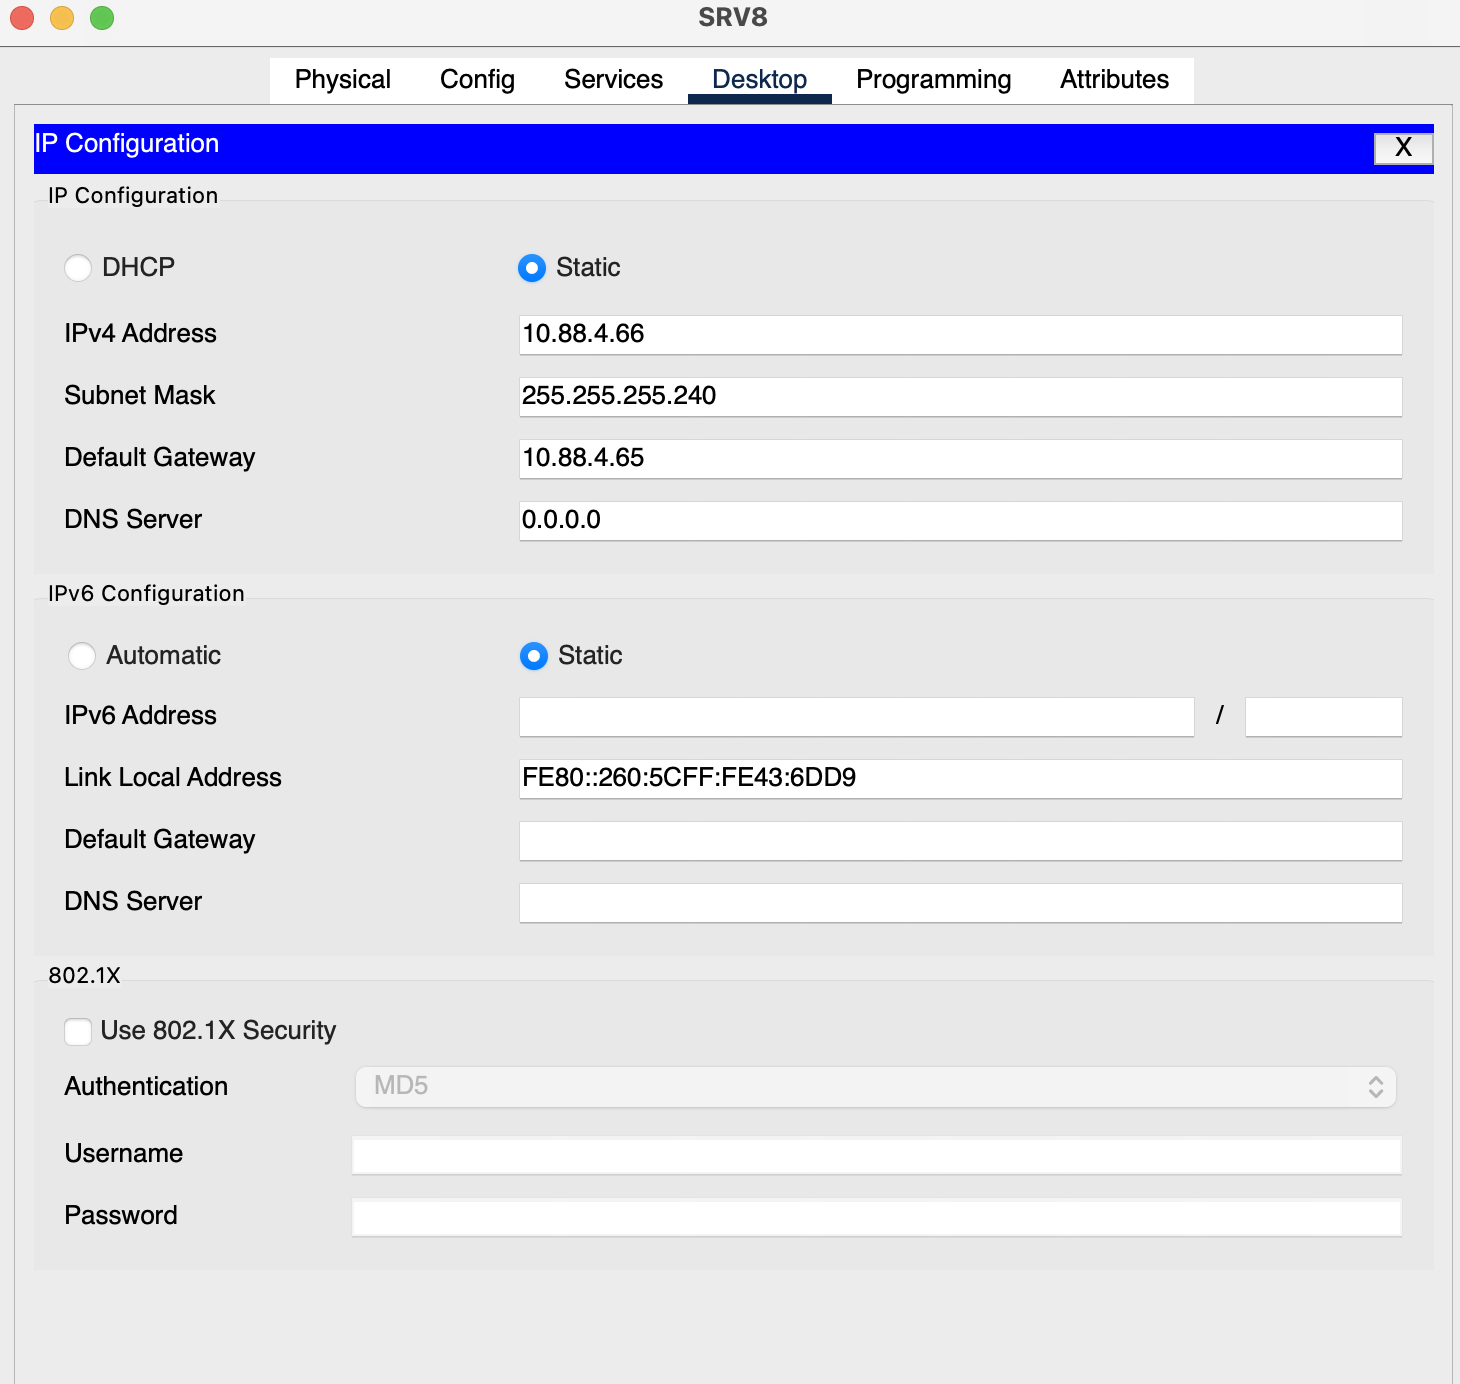 SRV8
Physical Config Services Desktop Programming Attributes
IP Configuration X
IP Configuration
DHCP Static
IPv4 Address 10.88.4.66
Subnet Mask 255.255.255.240
Default Gateway 10.88.4.65
DNS Server 0.0.0.0
IPv6 Configuration
Automatic Static
IPv6 Address /
Link Local Address FE80::260:5CFF:FE43:6DD9
Default Gateway
DNS Server
802.1X
Use 802.1X Security
Authentication MD5
Username
Password